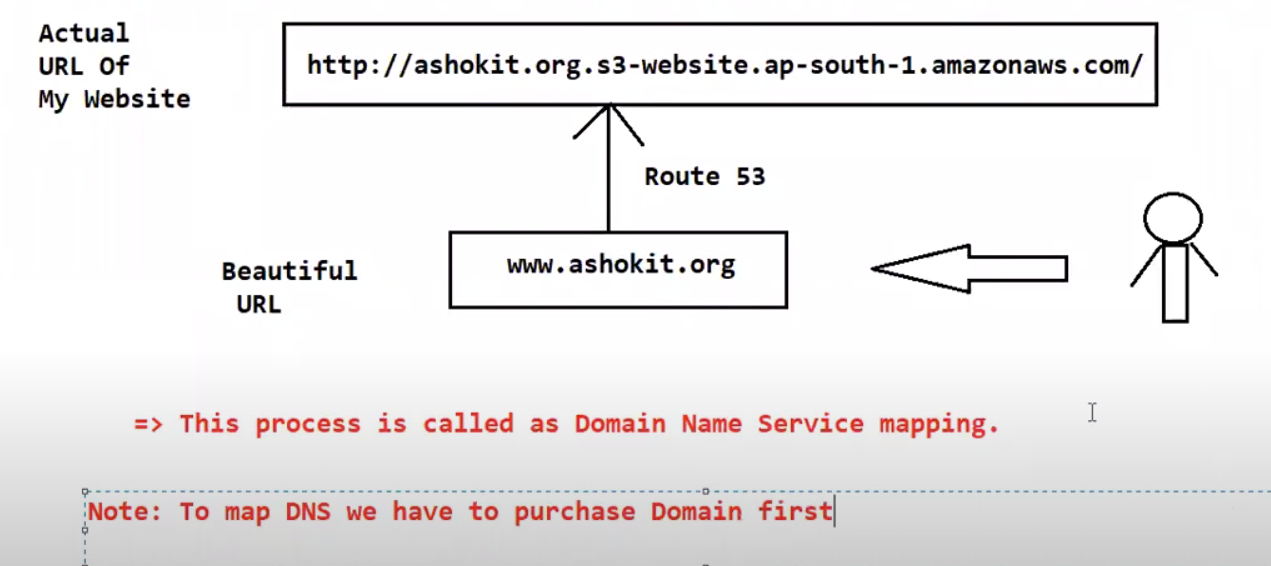 Actual
URL Of
My Website
http://ashokit.org.s3-website.ap-south-1.amazonaws.com/
Route 53
Beautiful
URL
www.ashokit.org
=> This process is called as Domain Name Service mapping.
Note: To map DNS we have to purchase Domain first